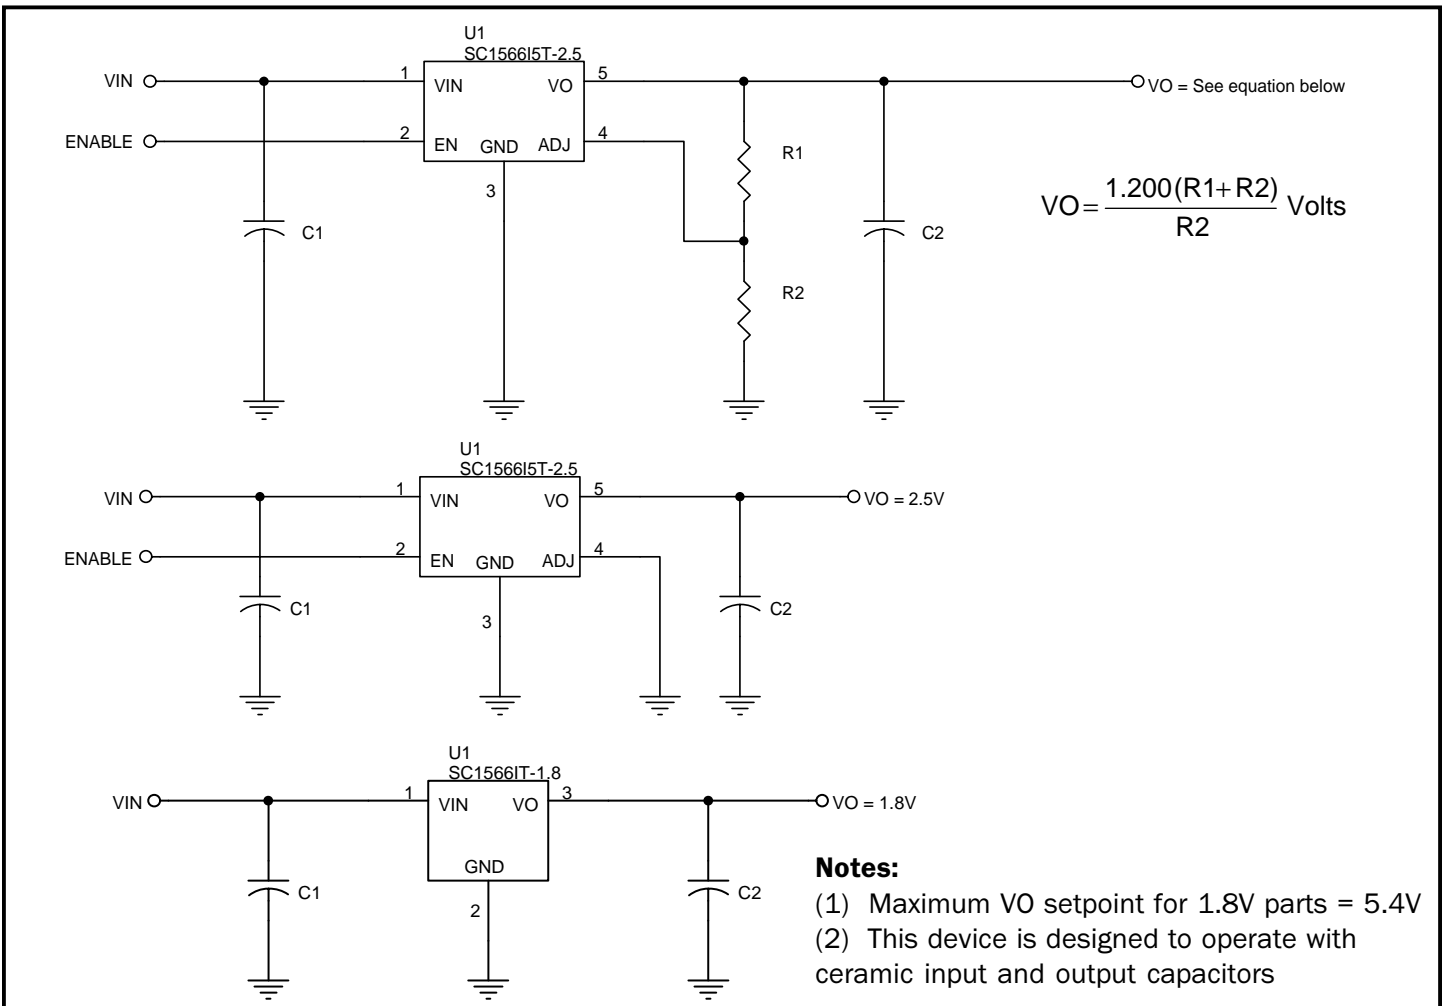 U1
SC1566I5T-2.5
VIN
1
VIN
VO
5
VO = See equation below
ENABLE
2
EN
GND
ADJ
4
3
R1
C1
C2
R2
VO = 1.200(R1+R2) / R2 Volts
U1
SC1566I5T-2.5
VIN
1
VIN
VO
5
VO = 2.5V
ENABLE
2
EN
GND
ADJ
4
3
C1
C2
U1
SC1566IT-1.8
VIN
1
VIN
VO
3
VO = 1.8V
GND
2
C1
C2
Notes:
(1) Maximum VO setpoint for 1.8V parts = 5.4V
(2) This device is designed to operate with
ceramic input and output capacitors